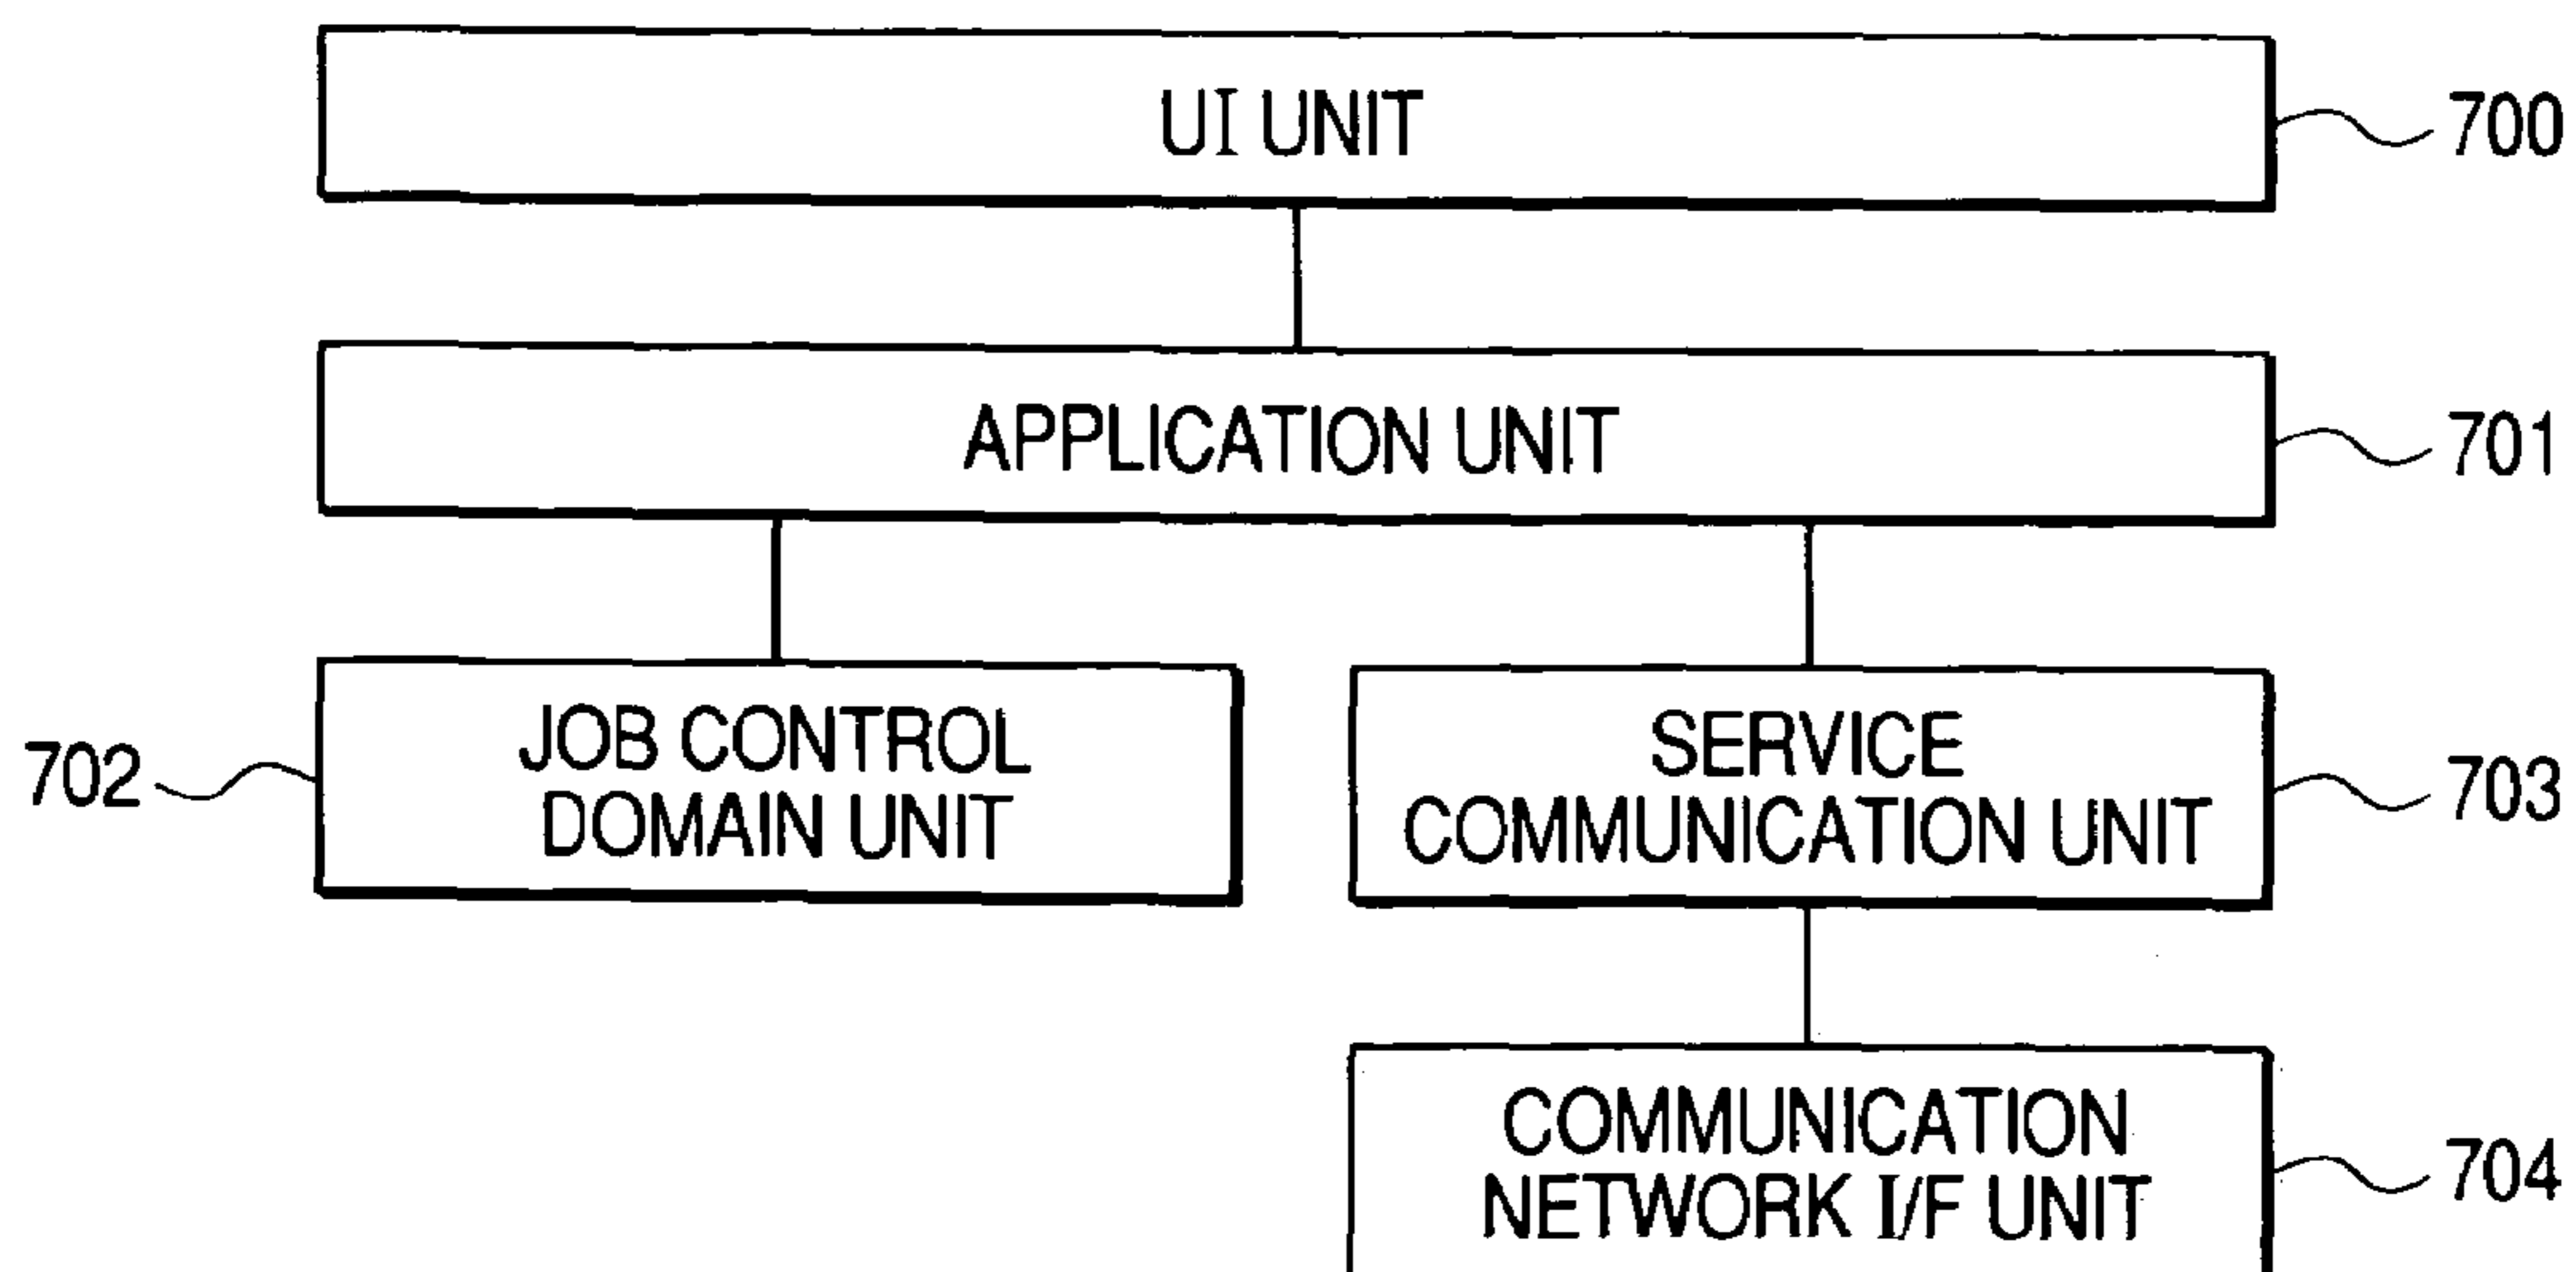 UI UNIT
700
APPLICATION UNIT
701
702
JOB CONTROL
DOMAIN UNIT
SERVICE
COMMUNICATION UNIT
703
COMMUNICATION
NETWORK I/F UNIT
704